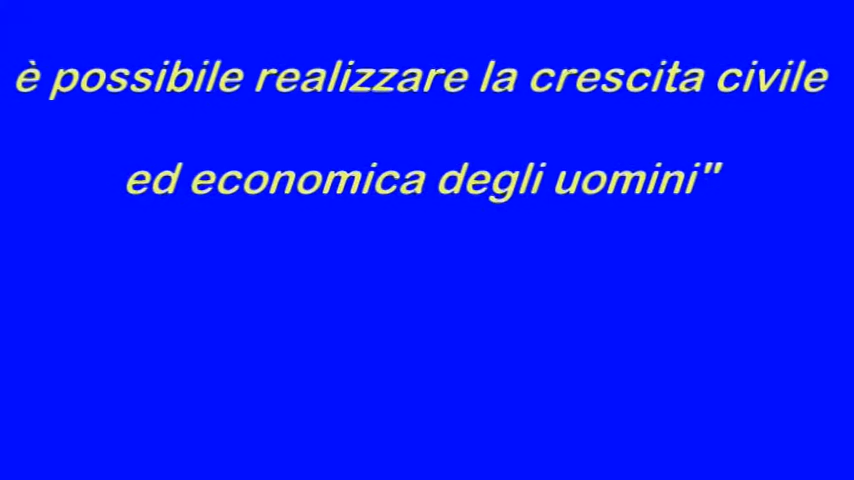 è possibile realizzare la crescita civile
ed economica degli uomini"